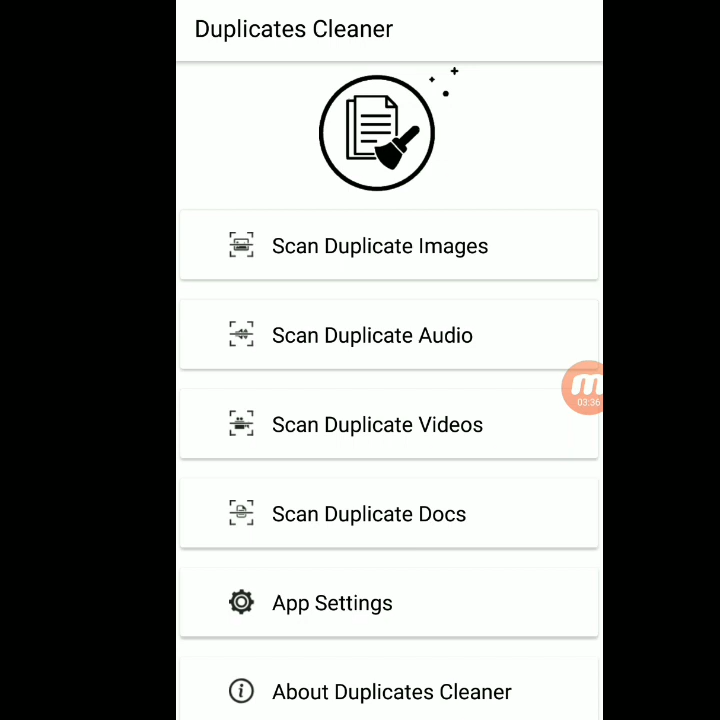 Duplicates Cleaner
Scan Duplicate Images
Scan Duplicate Audio
03:36
Scan Duplicate Videos
Scan Duplicate Docs
App Settings
About Duplicates Cleaner